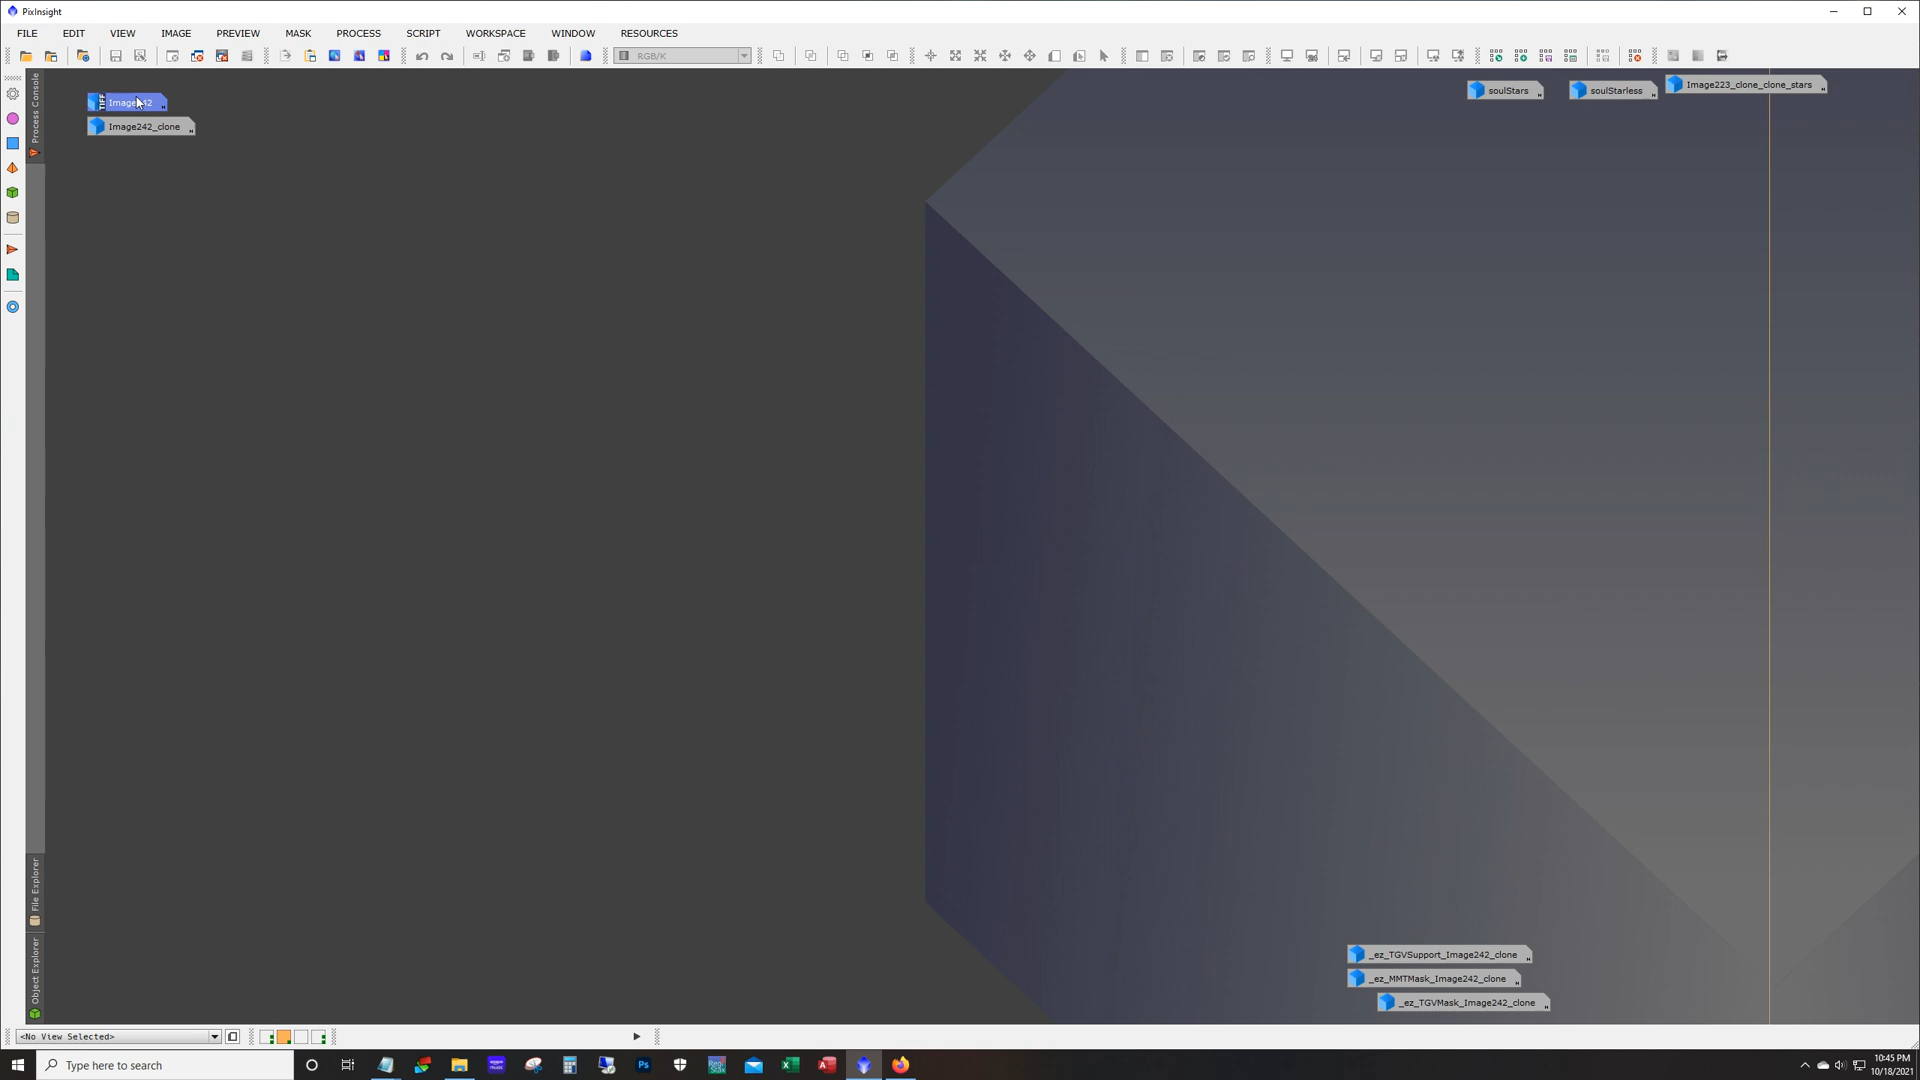 PixInsight
FILE EDIT VIEW IMAGE PREVIEW MASK PROCESS SCRIPT WORKSPACE WINDOW RESOURCES
RGB/K
Process Console
TIFF
Image242_clone
soulStars
soulStarless
Image223_clone_clone_stars
File Explorer
Object Explorer
_ez_TGVSupport_Image242_clone
_ez_MMTMask_Image242_clone
_ez_TGVMask_Image242_clone
<No View Selected>
Type here to search
Ps
10:45 PM
10/18/2021